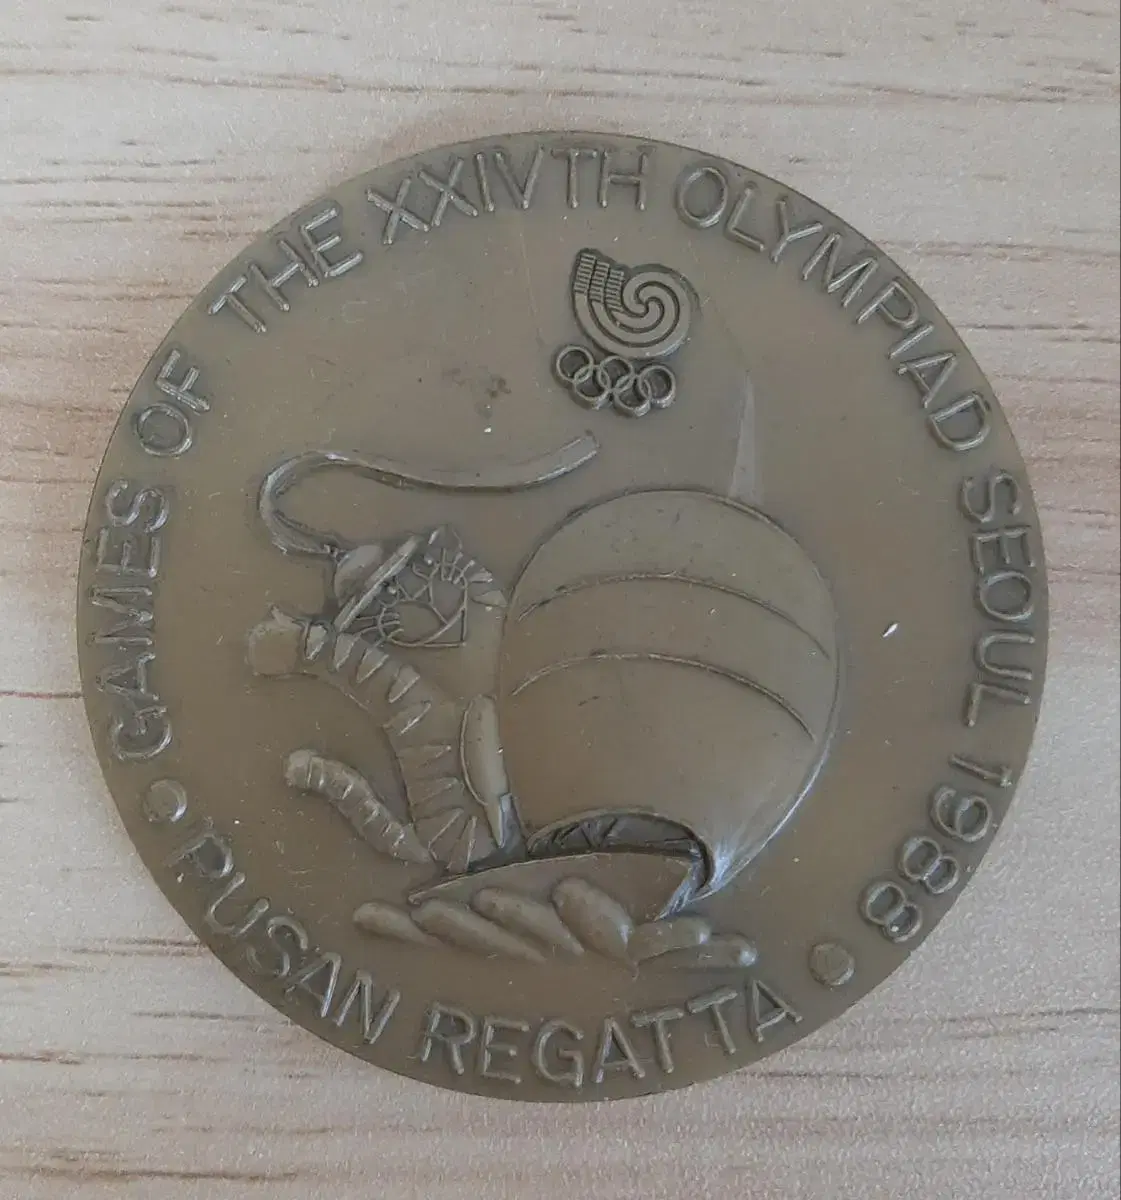 GAMES OF THE XXIVTH OLYMPIAD SEOUL 1988
PUSAN REGATTA